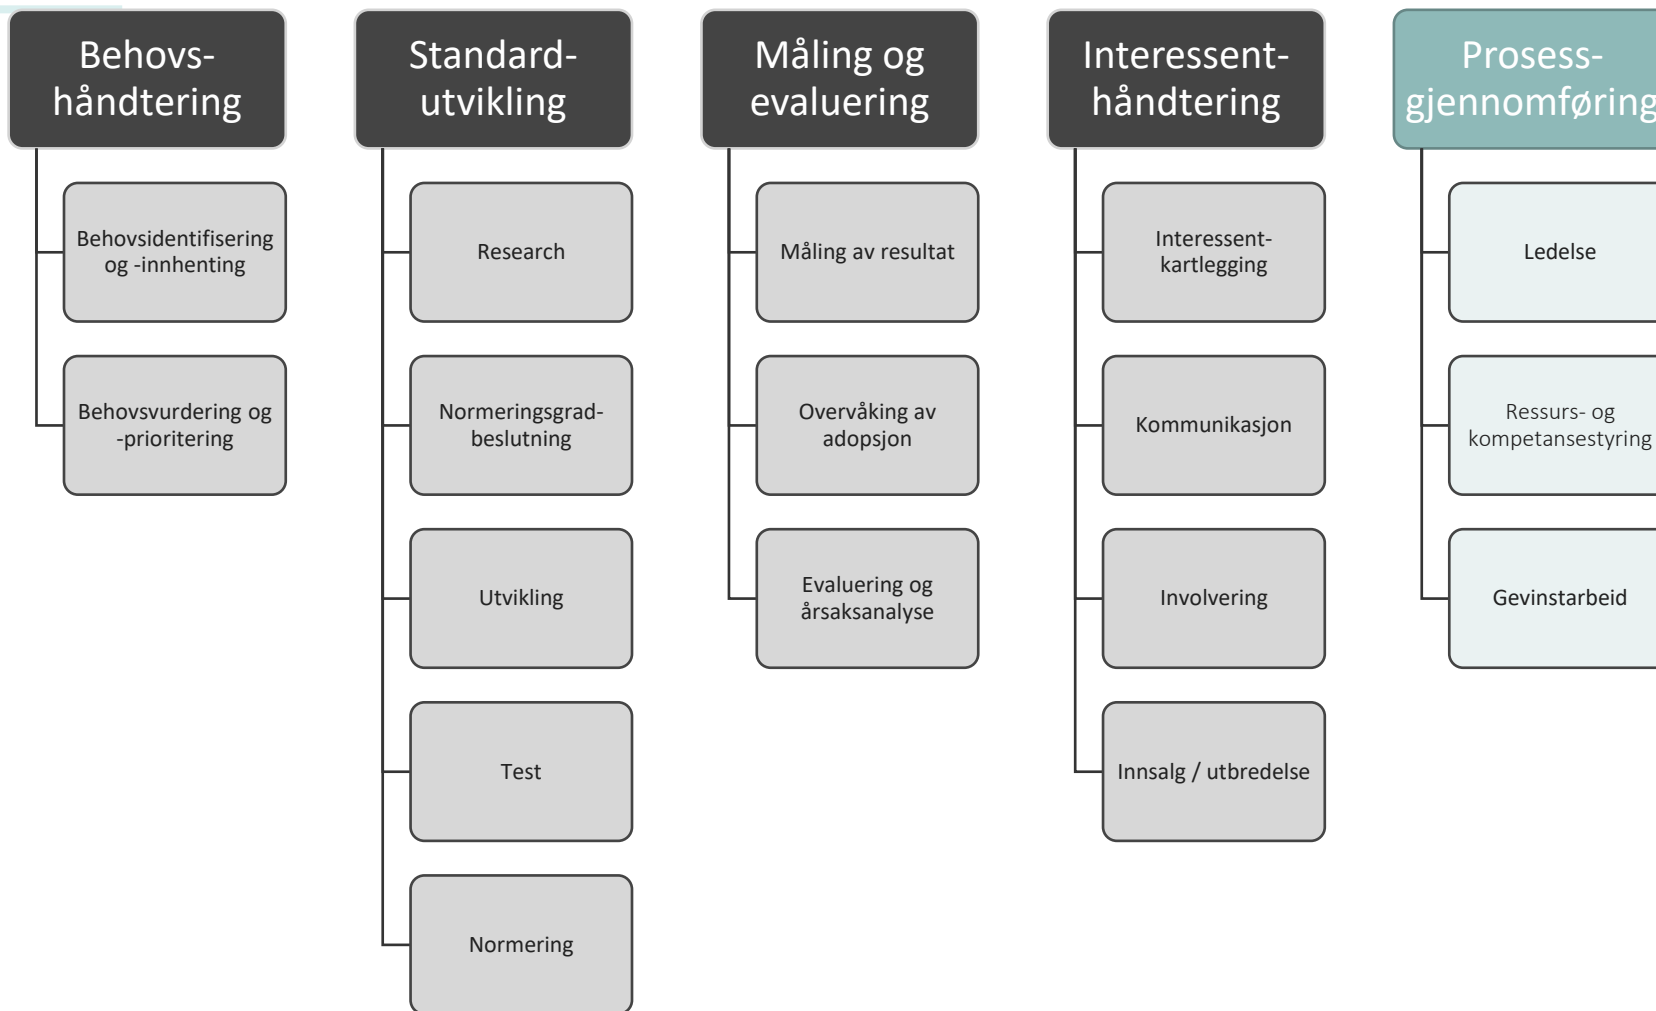 Behovs-
håndtering
Behovsidentifisering
og -innhenting
Behovsvurdering og
-prioritering
Standard-
utvikling
Research
Normeringsgrad-
beslutning
Utvikling
Test
Normering
Måling og
evaluering
Måling av resultat
Overvåking av
adopsjon
Evaluering og
årsaksanalyse
Interessent-
håndtering
Interessent-
kartlegging
Kommunikasjon
Involvering
Innsalg / utbredelse
Prosess-
gjennomføring
Ledelse
Ressurs- og
kompetansestyring
Gevinstarbeid